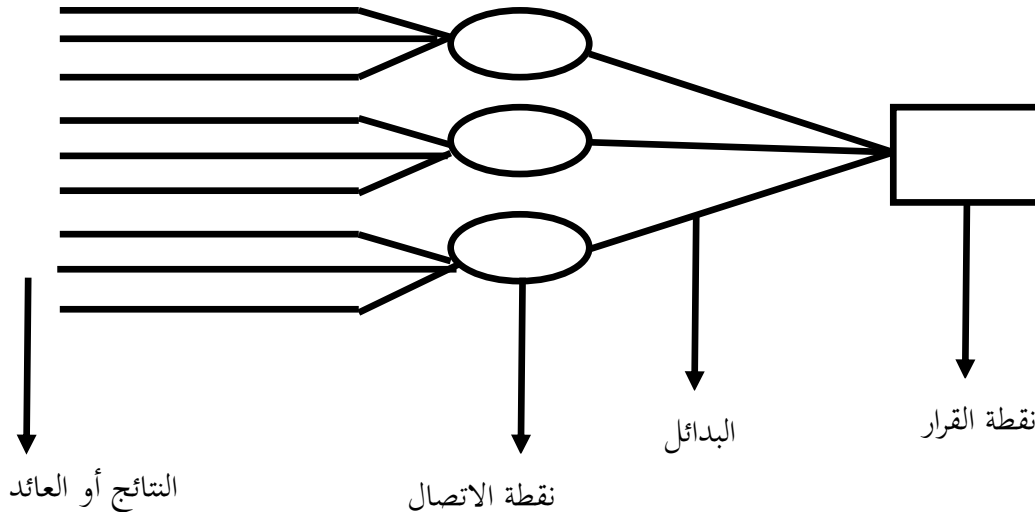 نقطة القرار
البدائل
نقطة الاتصال
النتائج أو العائد